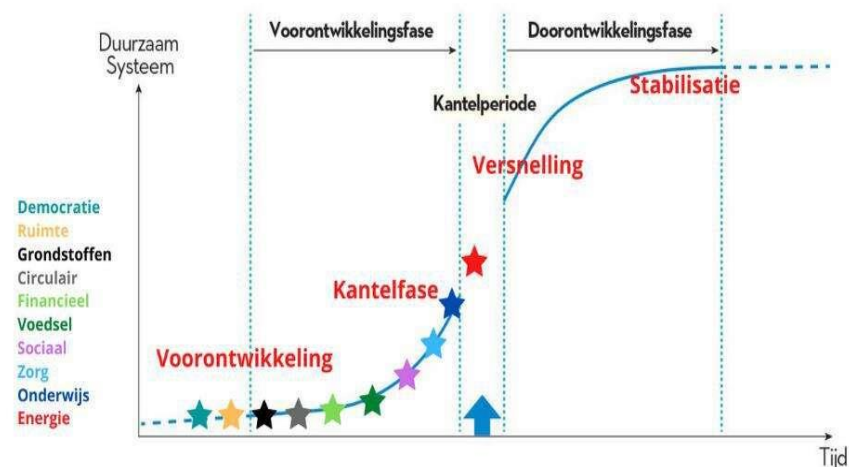 Voorontwikkelingsfase
Doorontwikkelingsfase
Duurzaam
Systeem
Stabilisatie
Kantelperiode
Versnelling
Democratie
Ruimte
Grondstoffen
Circulair
Financieel
Voedsel
Sociaal
Zorg
Onderwijs
Energie
Kantelfase
Voorontwikkeling
Tijd